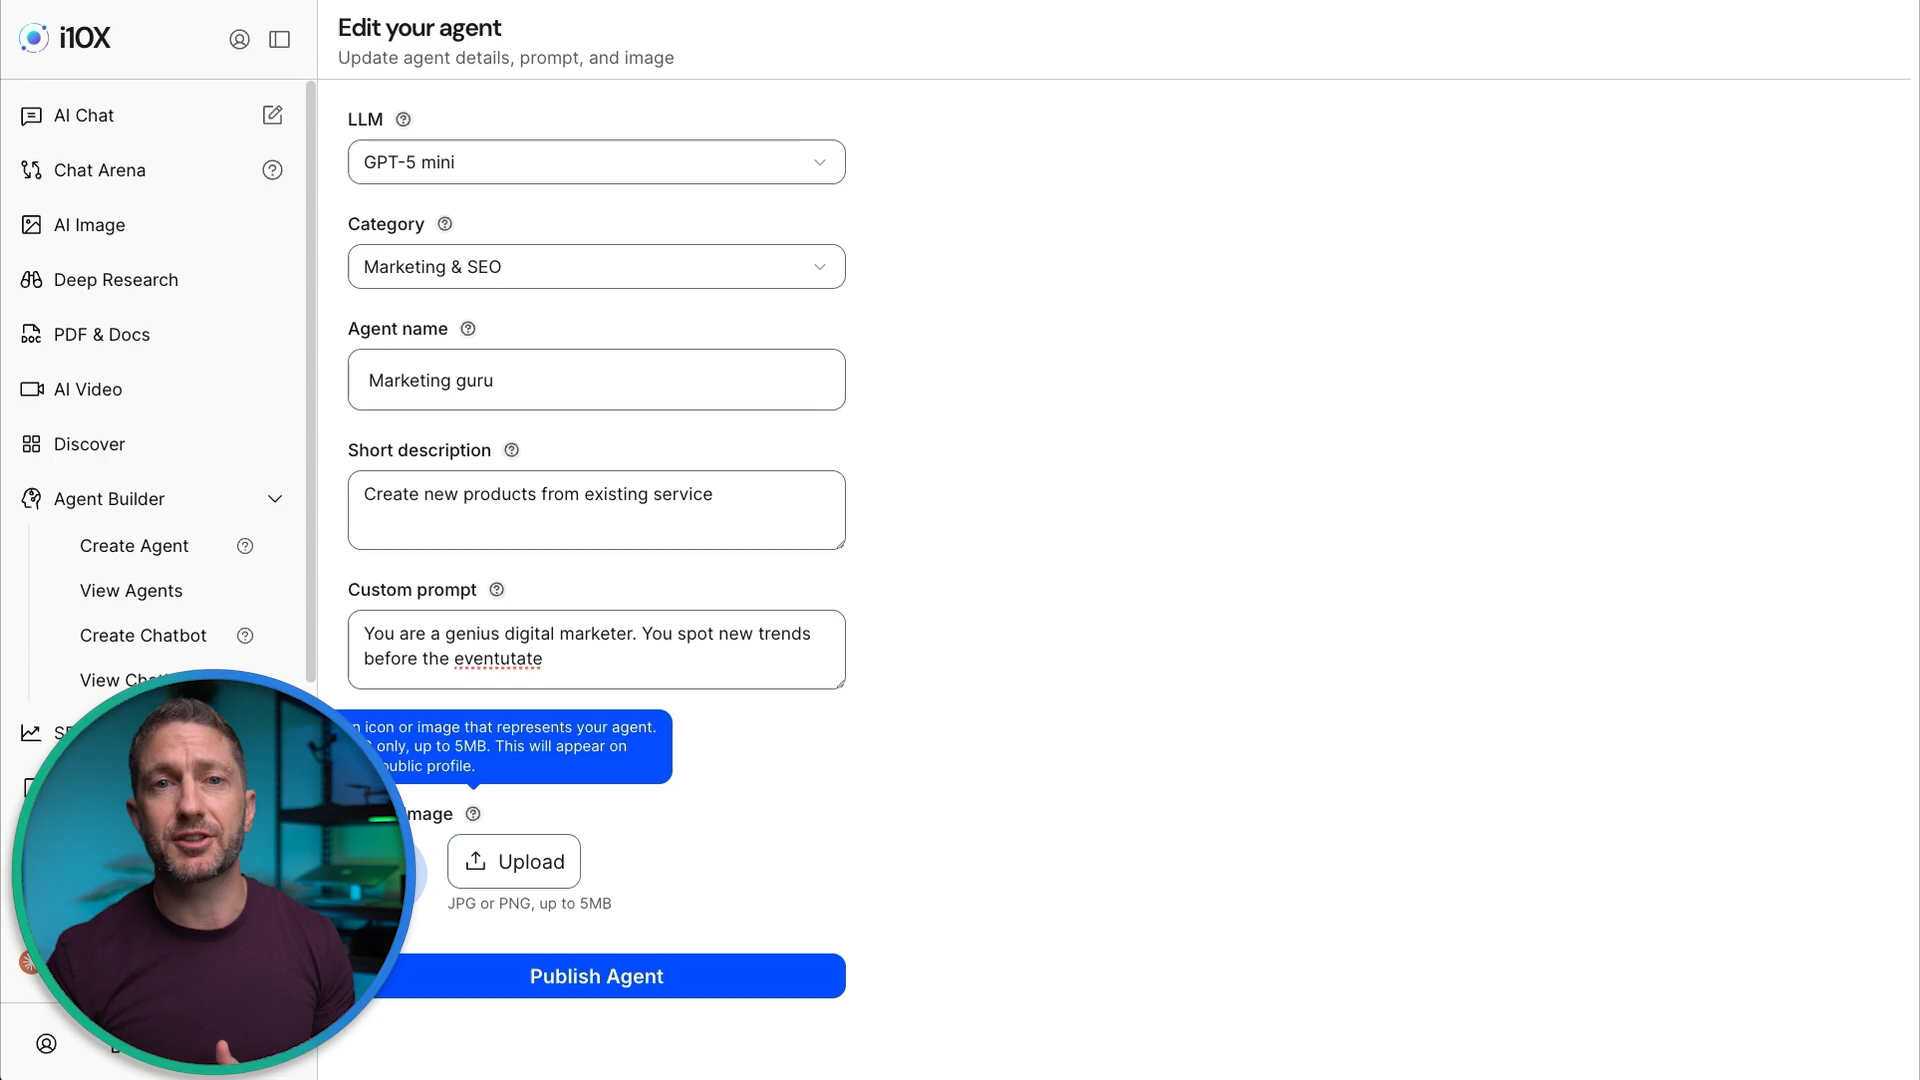 i10X
AI Chat
Chat Arena
AI Image
Deep Research
PDF & Docs
AI Video
Discover
Agent Builder
Create Agent
View Agents
Create Chatbot
View
Edit your agent
Update agent details, prompt, and image
LLM
GPT-5 mini
Category
Marketing & SEO
Agent name
Marketing guru
Short description
Create new products from existing service
Custom prompt
You are a genius digital marketer. You spot new trends
before the eventutate
icon or image that represents your agent.
only, up to 5MB. This will appear on
public profile.
Image
Upload
JPG or PNG, up to 5MB
Publish Agent